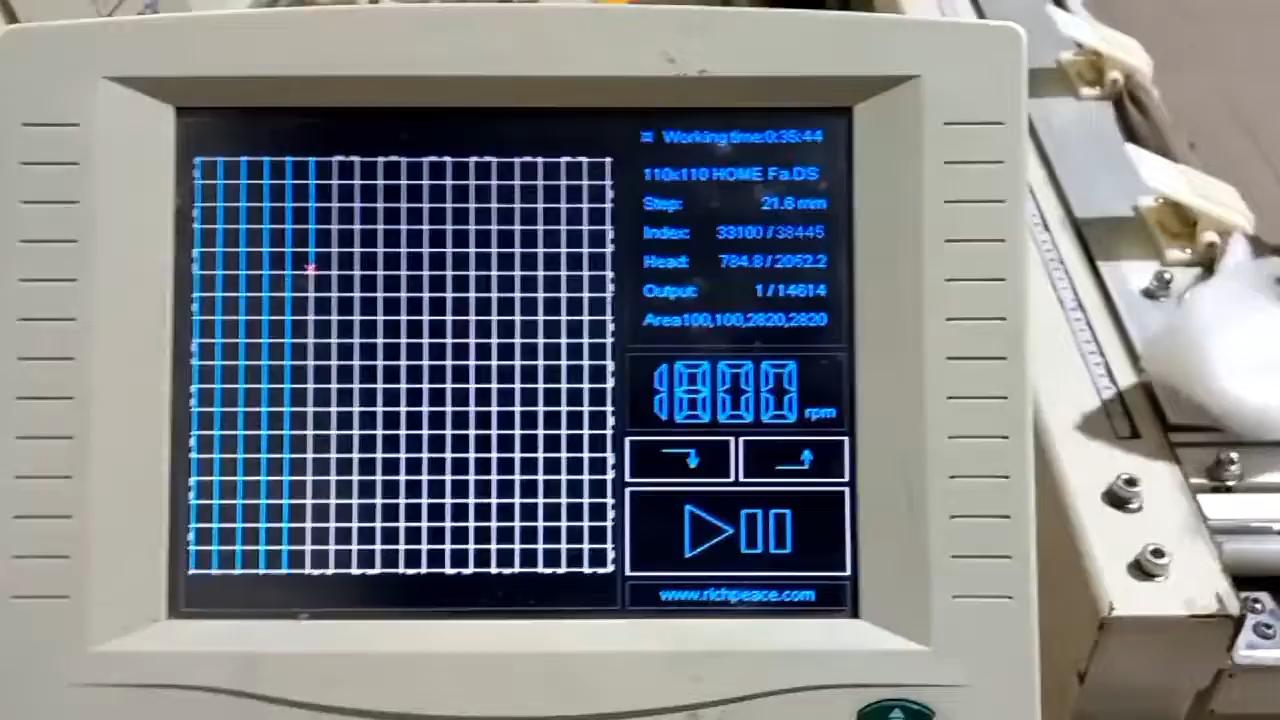 Working time:0:35:44
110x110 HOME Fa.DS
Step: 21.6 mm
Index: 33100 / 38445
Head: 784.8 / 2052.2
Output: 1 / 14614
Area100,100,2820,2820
1800 rpm
www.richpeace.com